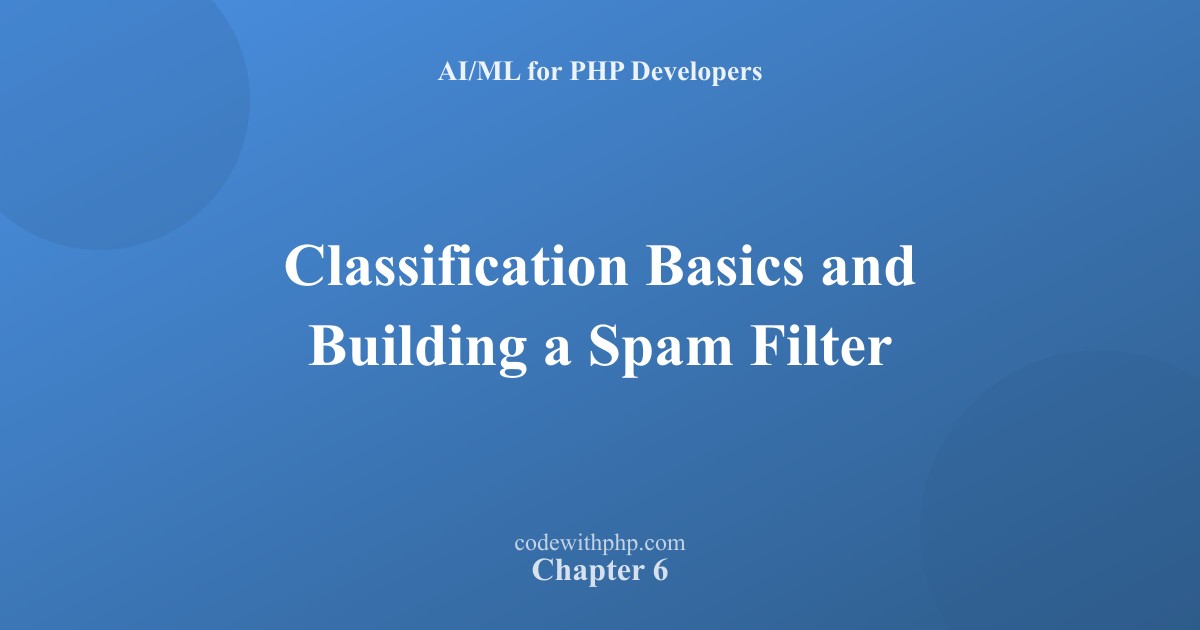 AI/ML for PHP Developers
Classification Basics and
Building a Spam Filter
codewithphp.com
Chapter 6